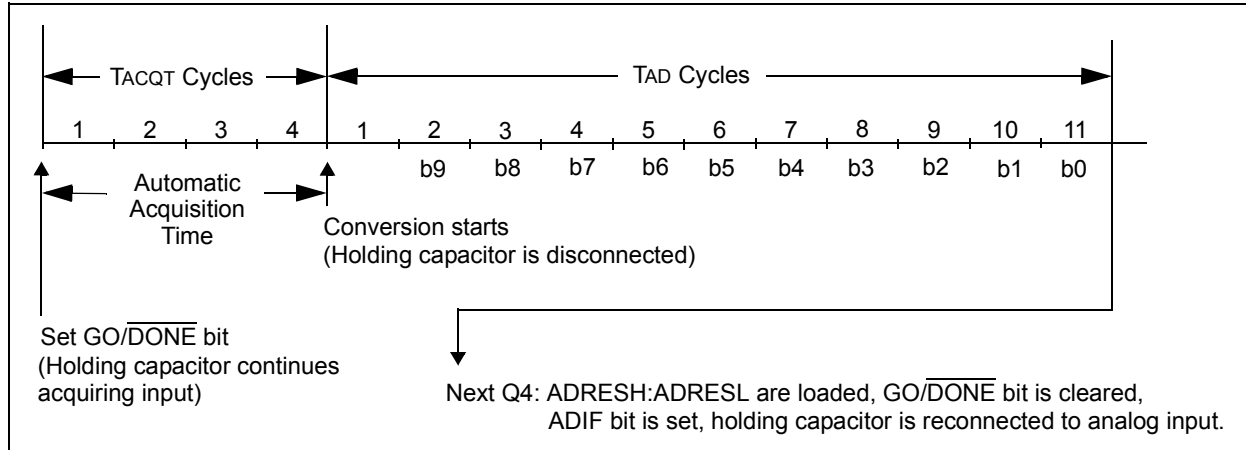 TACQT Cycles TAD Cycles
1 2 3 4 1 2 3 4 5 6 7 8 9 10 11
b9 b8 b7 b6 b5 b4 b3 b2 b1 b0
Automatic
Acquisition
Time
Conversion starts
(Holding capacitor is disconnected)
Set GO/DONE bit
(Holding capacitor continues
acquiring input)
Next Q4: ADRESH:ADRESL are loaded, GO/DONE bit is cleared,
ADIF bit is set, holding capacitor is reconnected to analog input.